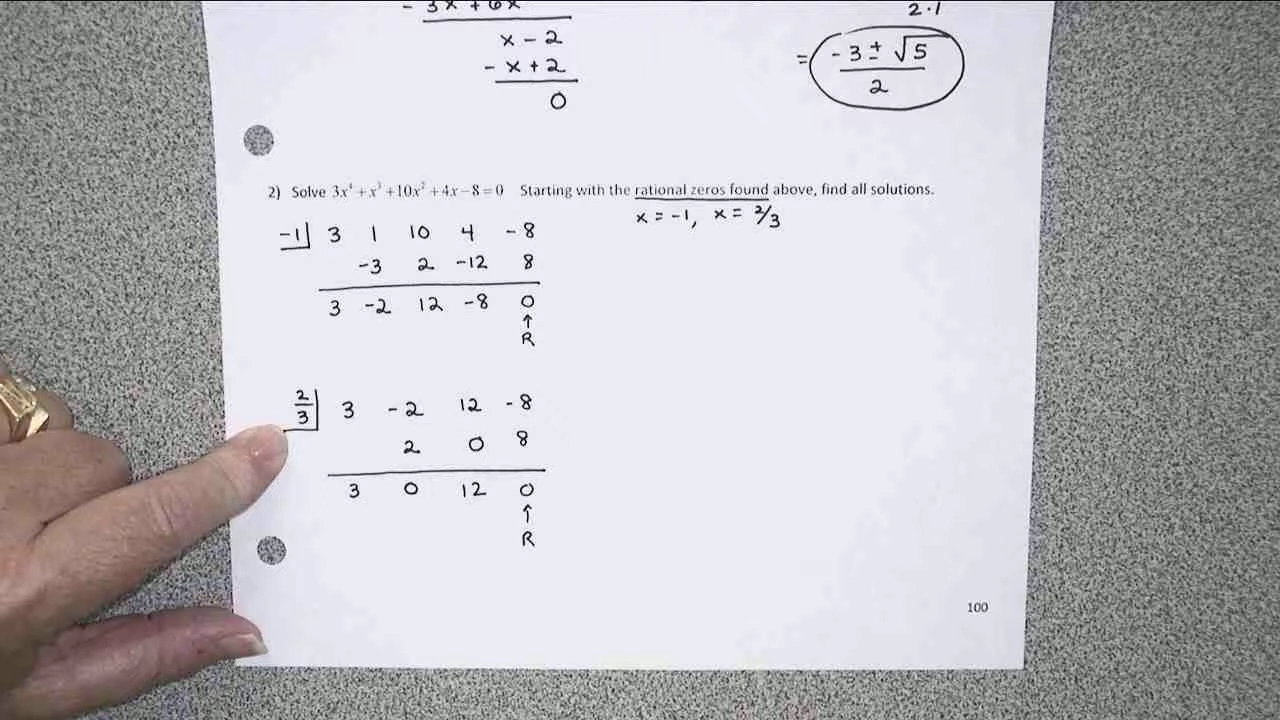 - 3x + 6x
x - 2
- x + 2
0
2 · 1
= -3 ± √5 / 2
2) Solve 3x⁴ + x³ + 10x² + 4x - 8 = 0 Starting with the rational zeros found above, find all solutions.
x = -1, x = 2/3
-1 3 1 10 4 -8
-3 2 -12 8
3 -2 12 -8 0
↑
R
2/3 3 -2 12 -8
2 0 8
3 0 12 0
↑
R
100